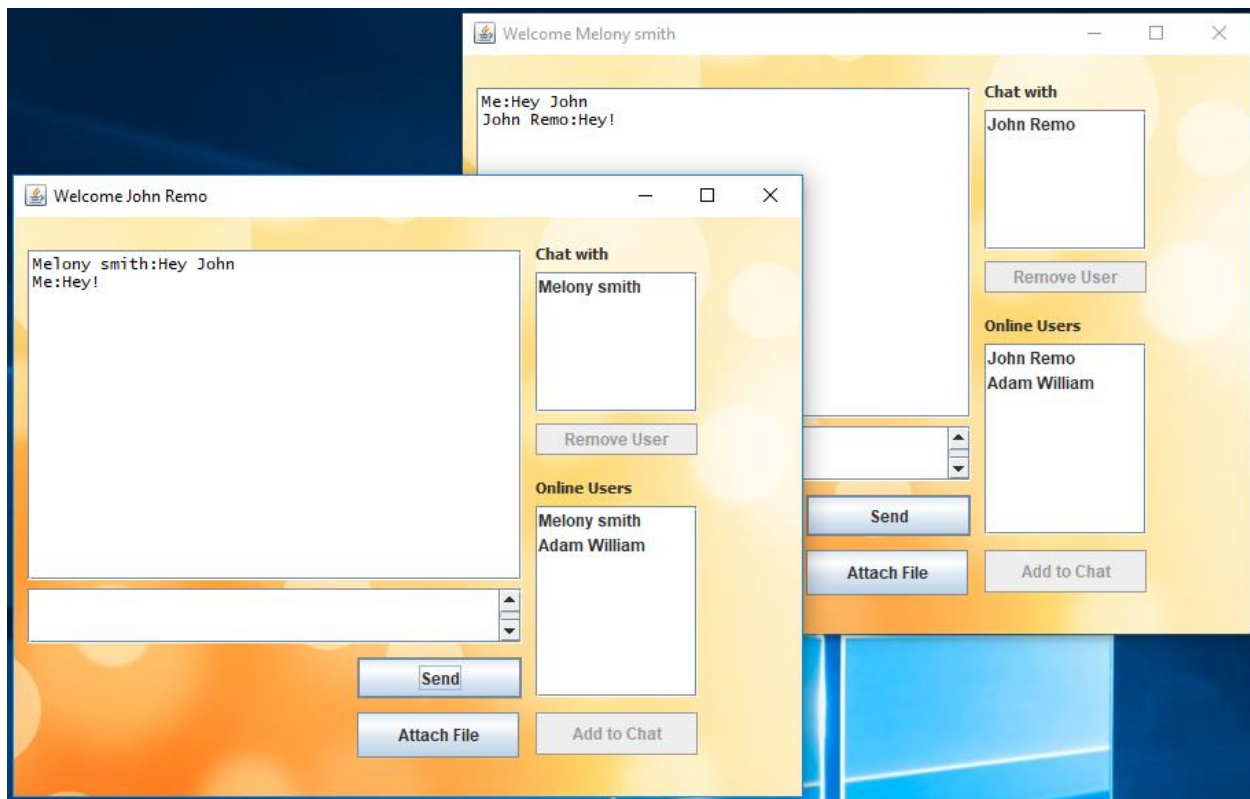 Welcome Melony smith
Me:Hey John
John Remo:Hey!
Chat with
John Remo
Remove User
Online Users
John Remo
Adam William
Send
Attach File
Add to Chat
Welcome John Remo
Melony smith:Hey John
Me:Hey!
Chat with
Melony smith
Remove User
Online Users
Melony smith
Adam William
Send
Attach File
Add to Chat